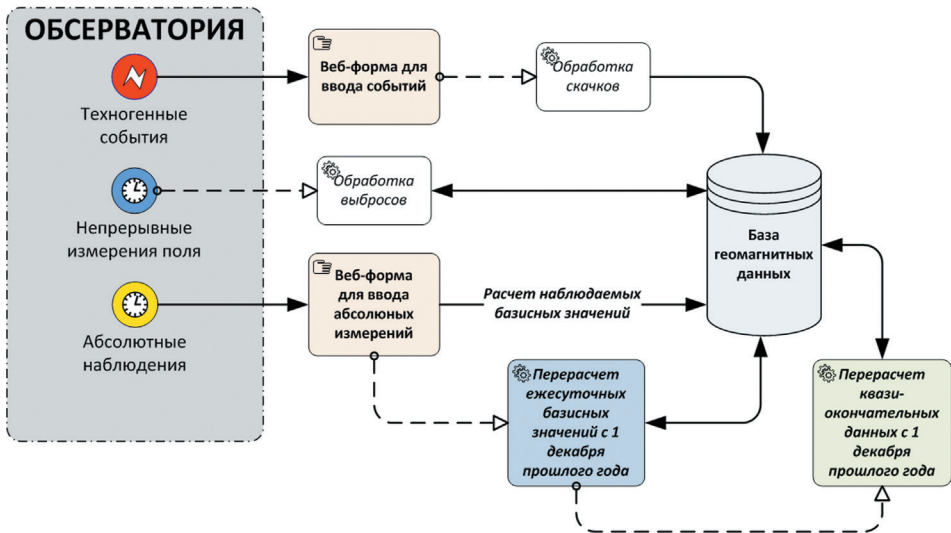 ОБСЕРВАТОРИЯ
Техногенные
события
Непрерывные
измерения поля
Абсолютные
наблюдения
Веб-форма для
ввода событий
Обработка
скачков
Обработка
выбросов
Веб-форма
для ввода
абсолюных
измерений
Расчет наблюдаемых
базисных значений
База
геомагнитных
данных
Перерасчет
ежесуточных
базисных
значений с 1
декабря
прошлого года
Перерасчет
квази-
окончательных
данных с 1
декабря
прошлого года